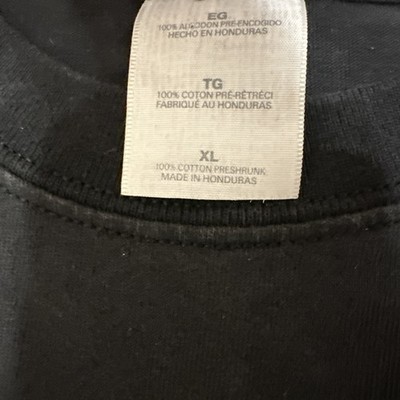 EG
100% ALGODON PRE-ENCOGIDO
HECHO EN HONDURAS
TG
100% COTON PRÉ-RÉTRÉCI
FABRIQUÉ AU HONDURAS
XL
100% COTTON PRESHRUNK
MADE IN HONDURAS